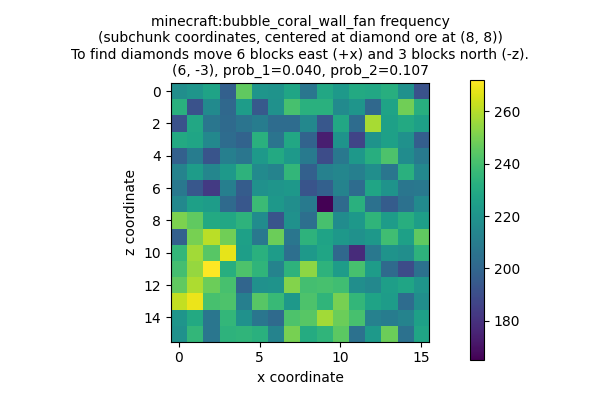 minecraft:bubble_coral_wall_fan frequency
(subchunk coordinates, centered at diamond ore at (8, 8))
To find diamonds move 6 blocks east (+x) and 3 blocks north (-z).
(6, -3), prob_1=0.040, prob_2=0.107
0
2
4
6
8
10
12
14
z coordinate
0
5
10
15
x coordinate
260
240
220
200
180